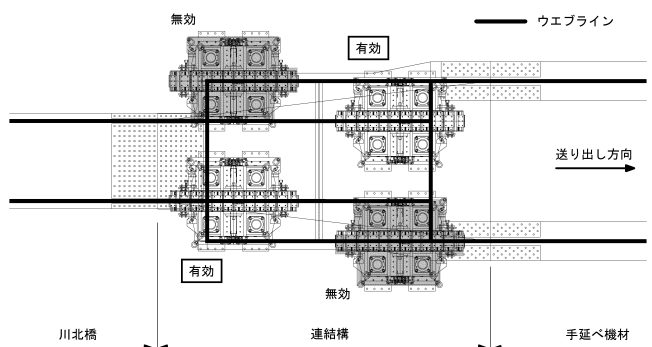 無効
ウエブライン
有効
送り出し方向
有効
無効
川北橋
連結構
手延べ機材